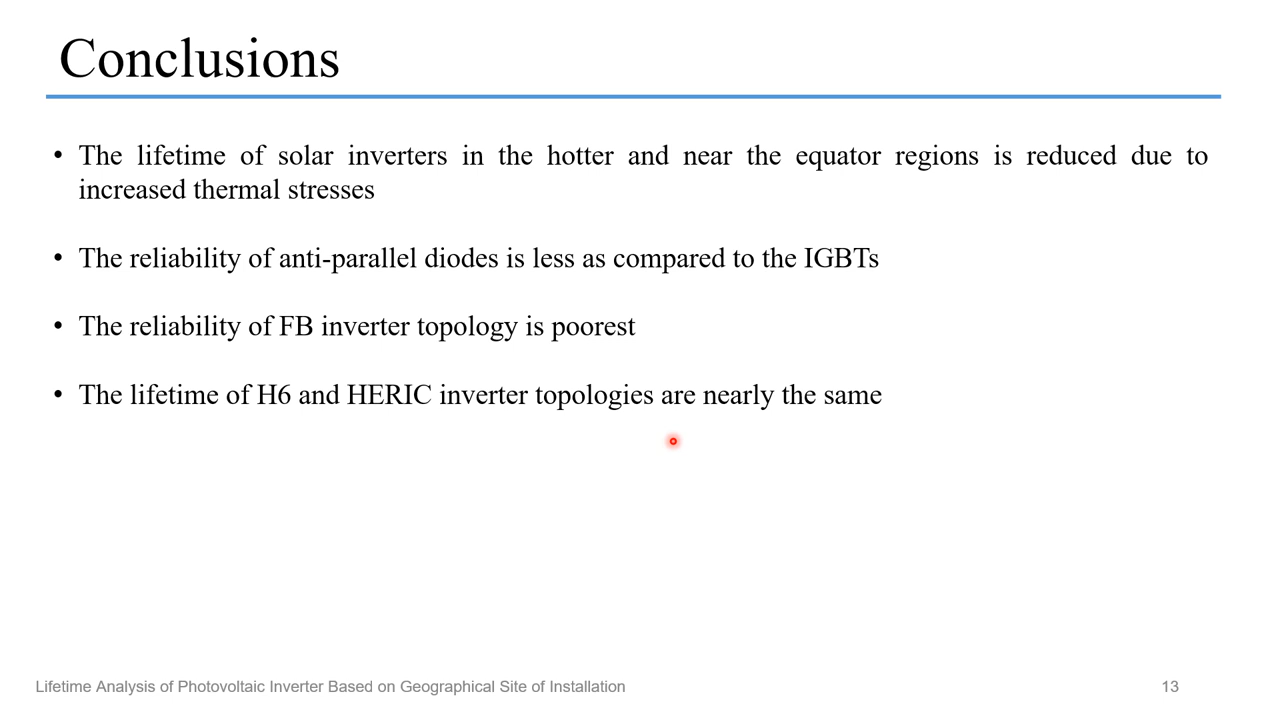 Conclusions
• The lifetime of solar inverters in the hotter and near the equator regions is reduced due to
increased thermal stresses
• The reliability of anti-parallel diodes is less as compared to the IGBTs
• The reliability of FB inverter topology is poorest
• The lifetime of H6 and HERIC inverter topologies are nearly the same
Lifetime Analysis of Photovoltaic Inverter Based on Geographical Site of Installation
13